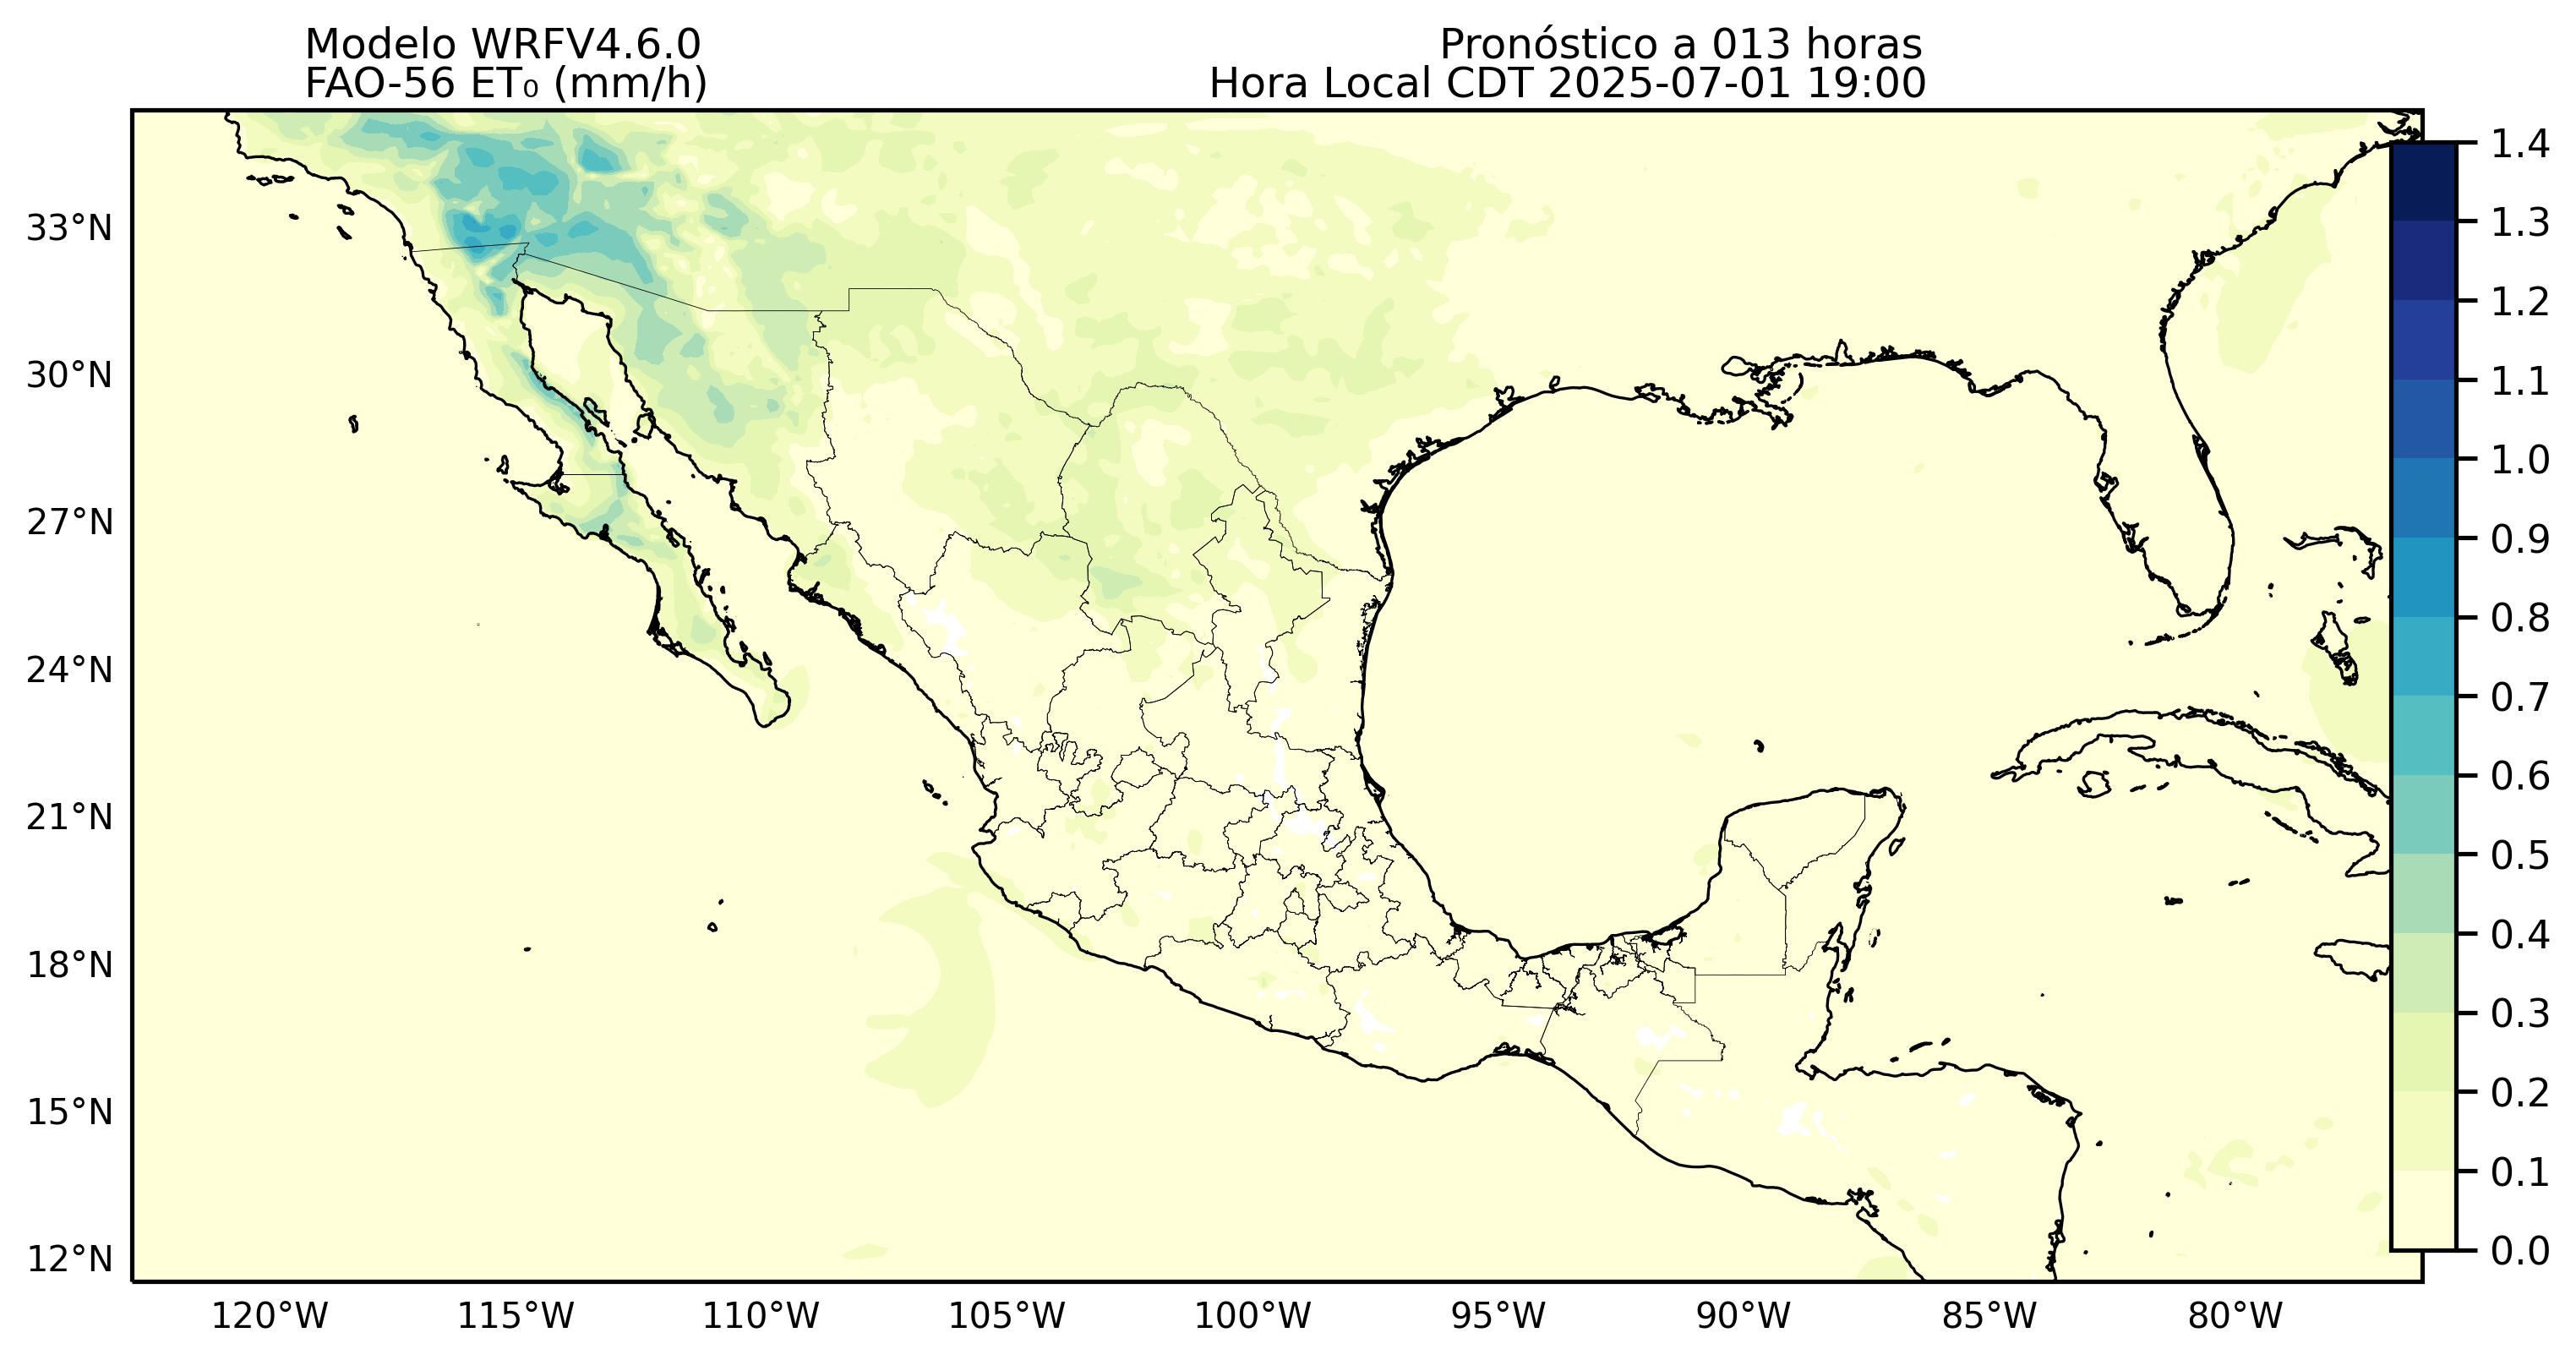 Modelo WRFV4.6.0
FAO-56 ET₀ (mm/h)
Pronóstico a 013 horas
Hora Local CDT 2025-07-01 19:00
33°N
30°N
27°N
24°N
21°N
18°N
15°N
12°N
120°W
115°W
110°W
105°W
100°W
95°W
90°W
85°W
80°W
1.4
1.3
1.2
1.1
1.0
0.9
0.8
0.7
0.6
0.5
0.4
0.3
0.2
0.1
0.0